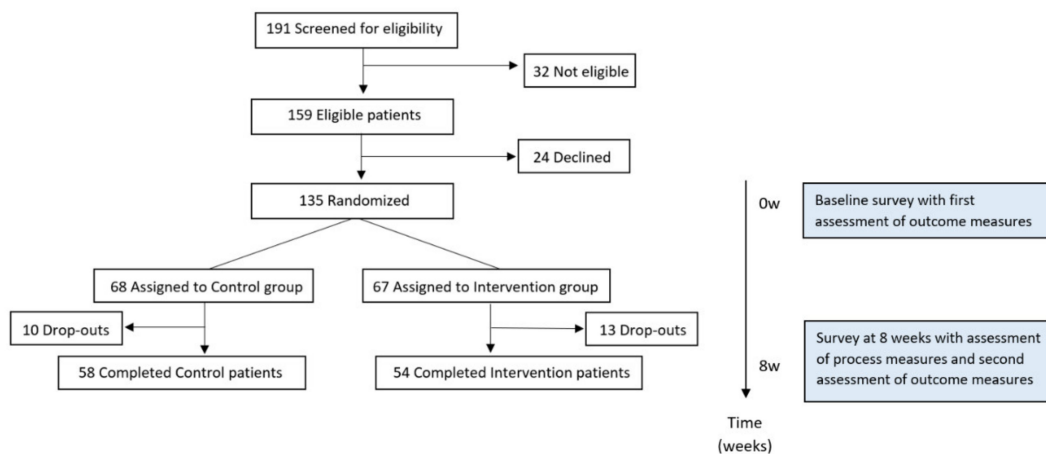 191 Screened for eligibility
32 Not eligible
159 Eligible patients
24 Declined
135 Randomized
68 Assigned to Control group
67 Assigned to Intervention group
10 Drop-outs
13 Drop-outs
58 Completed Control patients
54 Completed Intervention patients
0w
Baseline survey with first
assessment of outcome measures
8w
Survey at 8 weeks with assessment
of process measures and second
assessment of outcome measures
Time
(weeks)